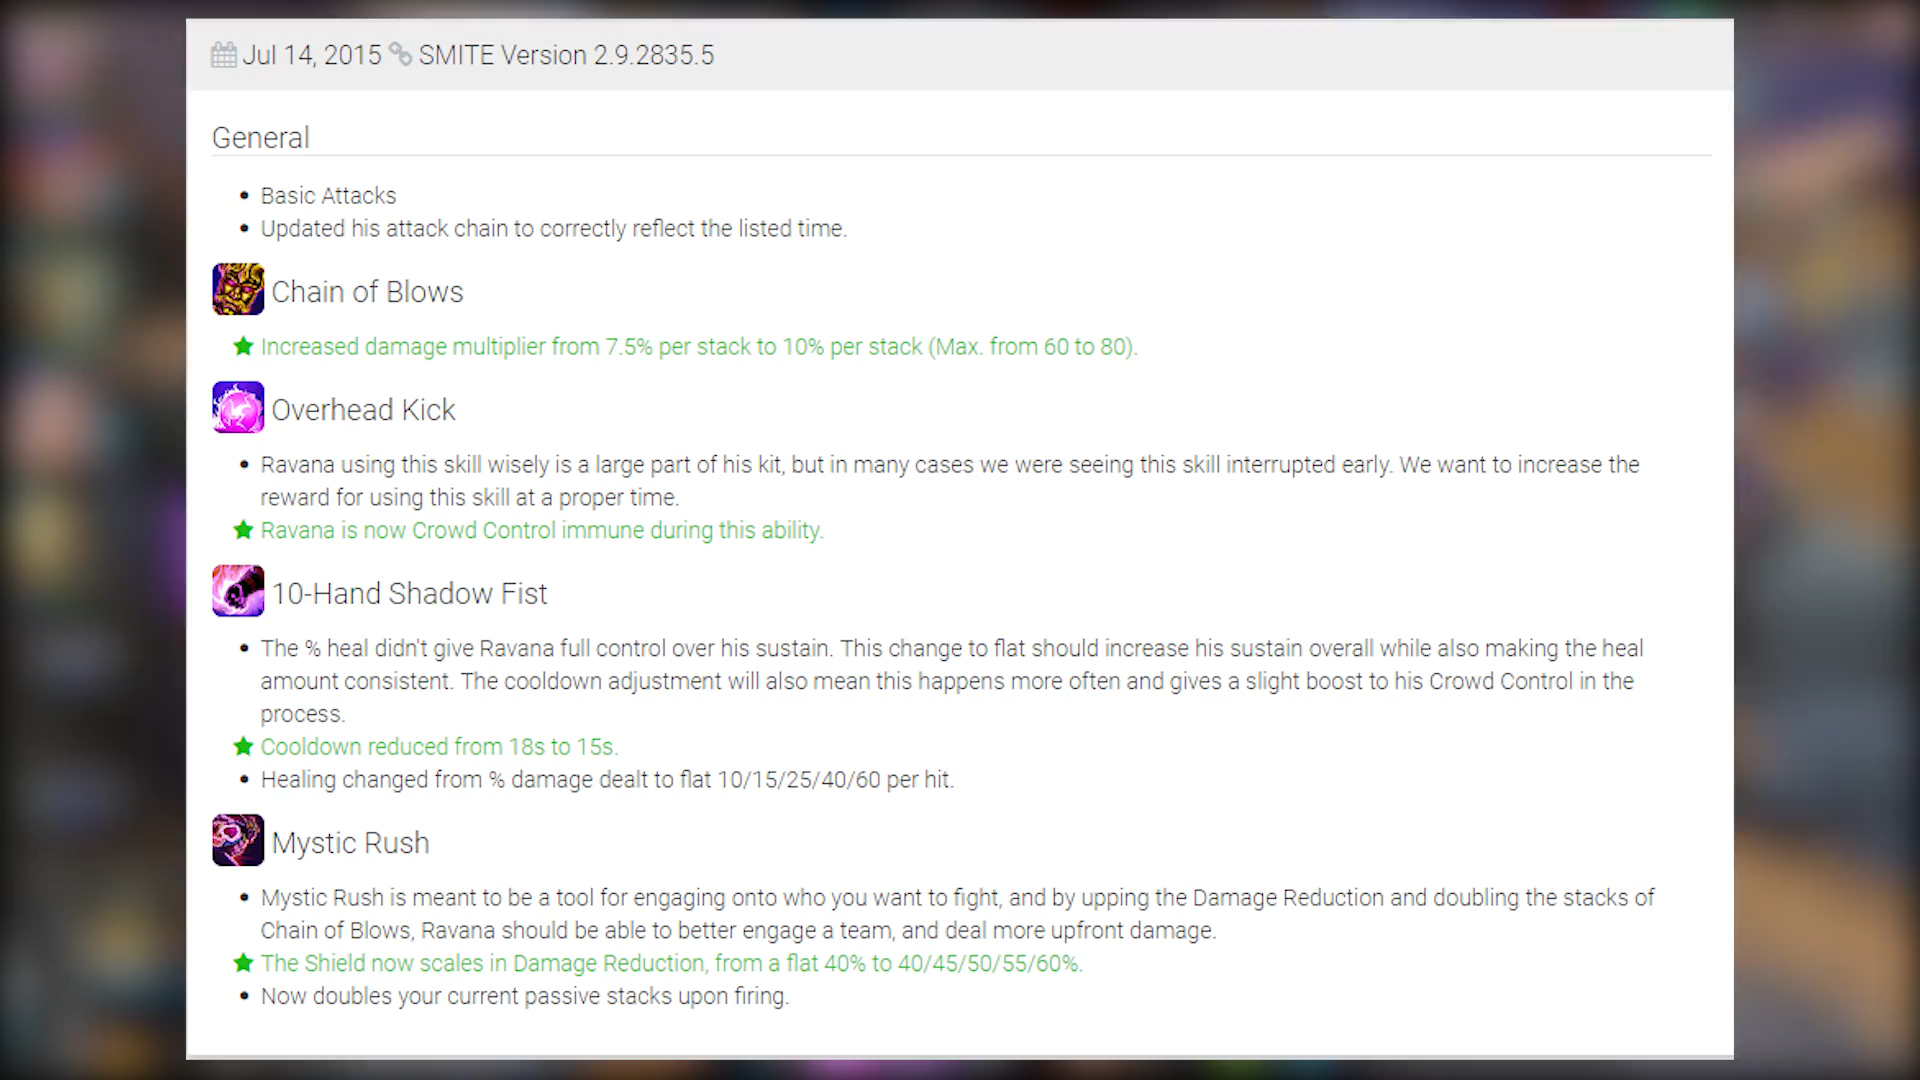 Jul 14, 2015 SMITE Version 2.9.2835.5
General
Basic Attacks
Updated his attack chain to correctly reflect the listed time.
Chain of Blows
Increased damage multiplier from 7.5% per stack to 10% per stack (Max. from 60 to 80).
Overhead Kick
Ravana using this skill wisely is a large part of his kit, but in many cases we were seeing this skill interrupted early. We want to increase the
reward for using this skill at a proper time.
Ravana is now Crowd Control immune during this ability.
10-Hand Shadow Fist
The % heal didn't give Ravana full control over his sustain. This change to flat should increase his sustain overall while also making the heal
amount consistent. The cooldown adjustment will also mean this happens more often and gives a slight boost to his Crowd Control in the
process.
Cooldown reduced from 18s to 15s.
Healing changed from % damage dealt to flat 10/15/25/40/60 per hit.
Mystic Rush
Mystic Rush is meant to be a tool for engaging onto who you want to fight, and by upping the Damage Reduction and doubling the stacks of
Chain of Blows, Ravana should be able to better engage a team, and deal more upfront damage.
The Shield now scales in Damage Reduction, from a flat 40% to 40/45/50/55/60%.
Now doubles your current passive stacks upon firing.